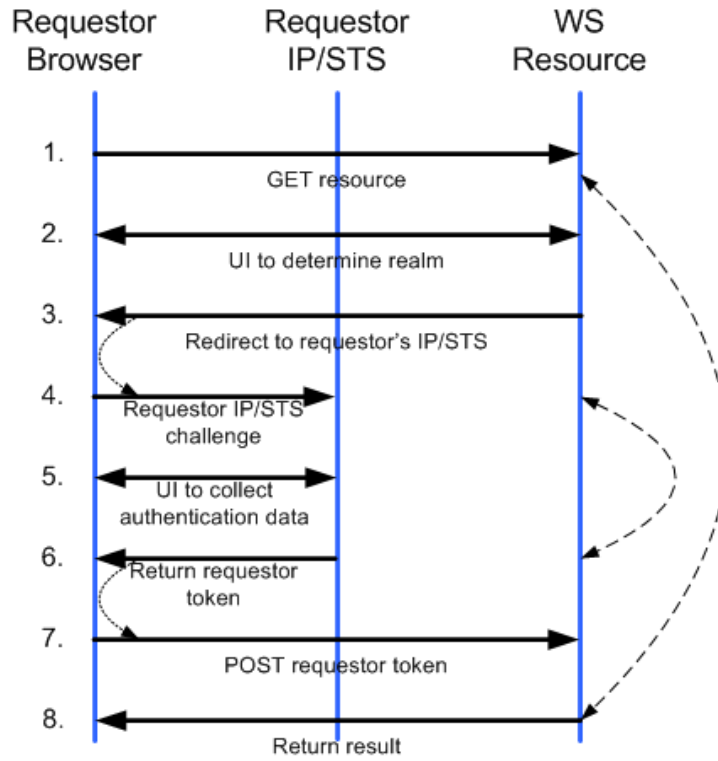 Requestor
Browser
Requestor
IP/STS
WS
Resource
1.
GET resource
2.
UI to determine realm
3.
Redirect to requestor's IP/STS
4.
Requestor IP/STS
challenge
5.
UI to collect
authentication data
6.
Return requestor
token
7.
POST requestor token
8.
Return result